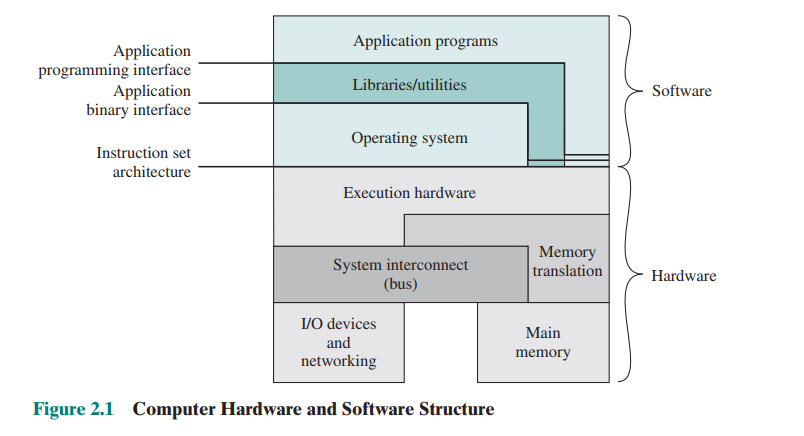 Application programs
Application
programming interface
Libraries/utilities
Software
Application
binary interface
Operating system
Instruction set
architecture
Execution hardware
Memory
translation
System interconnect
(bus)
Hardware
I/O devices
and
networking
Main
memory
Figure 2.1 Computer Hardware and Software Structure